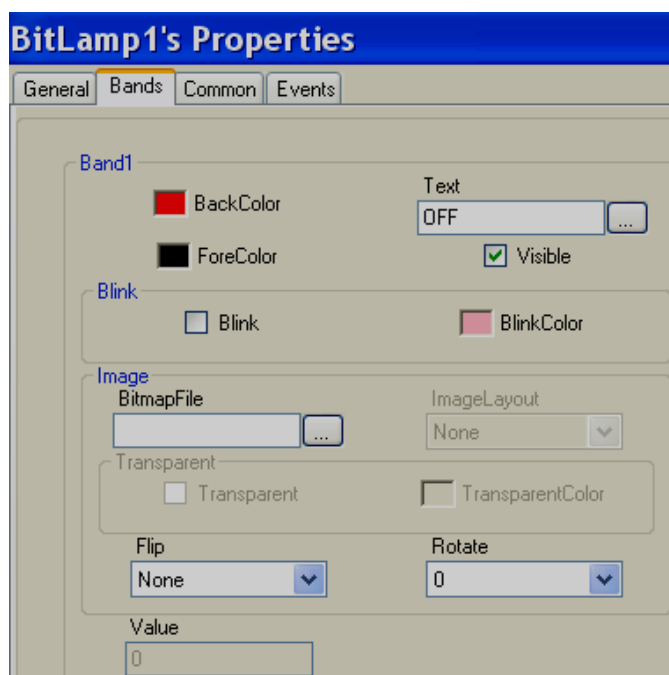 BitLamp1's Properties
General Bands Common Events
Band1
BackColor
Text
OFF ...
ForeColor
Visible
Blink
Blink
BlinkColor
Image
BitmapFile
ImageLayout
...
None
Transparent
Transparent
TransparentColor
Flip
Rotate
None
0
Value
0